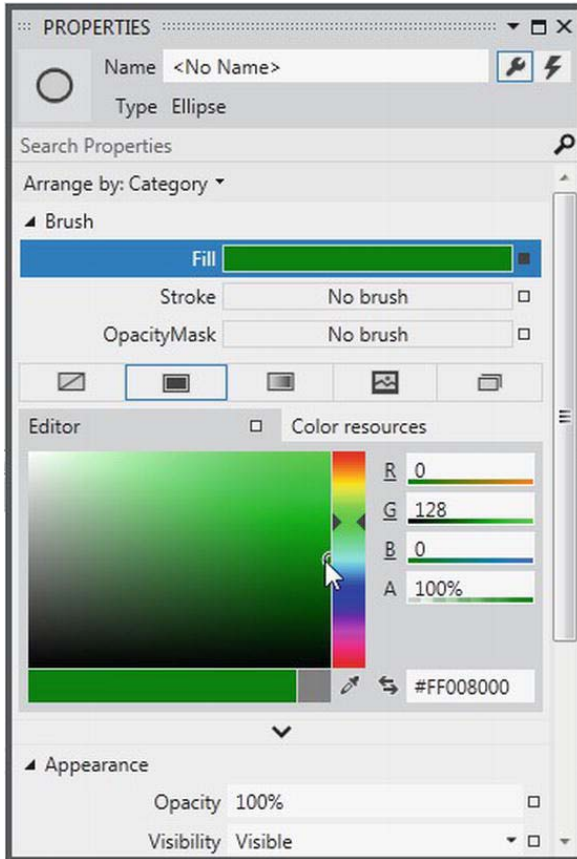 PROPERTIES
Name <No Name>
Type Ellipse
Search Properties
Arrange by: Category
Brush
Fill
Stroke No brush
OpacityMask No brush
Editor Color resources
R 0
G 128
B 0
A 100%
#FF008000
Appearance
Opacity 100%
Visibility Visible